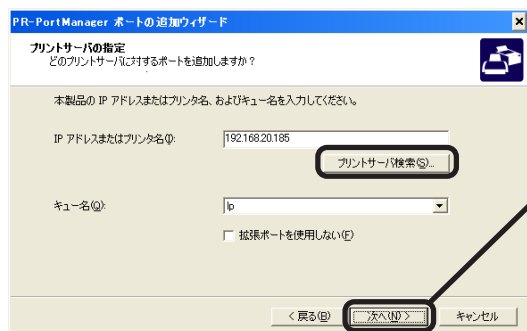 PR-PortManager ポートの追加ウィザード
プリントサーバの指定
どのプリントサーバに対するポートを追加しますか？
本製品の IP アドレスまたはプリンタ名、およびキュー名を入力してください。
IP アドレスまたはプリンタ名(I):
192.168.20.185
プリントサーバ検索(S)...
キュー名(Q):
lp
拡張ポートを使用しない(F)
< 戻る(B)
次へ(N) >
キャンセル